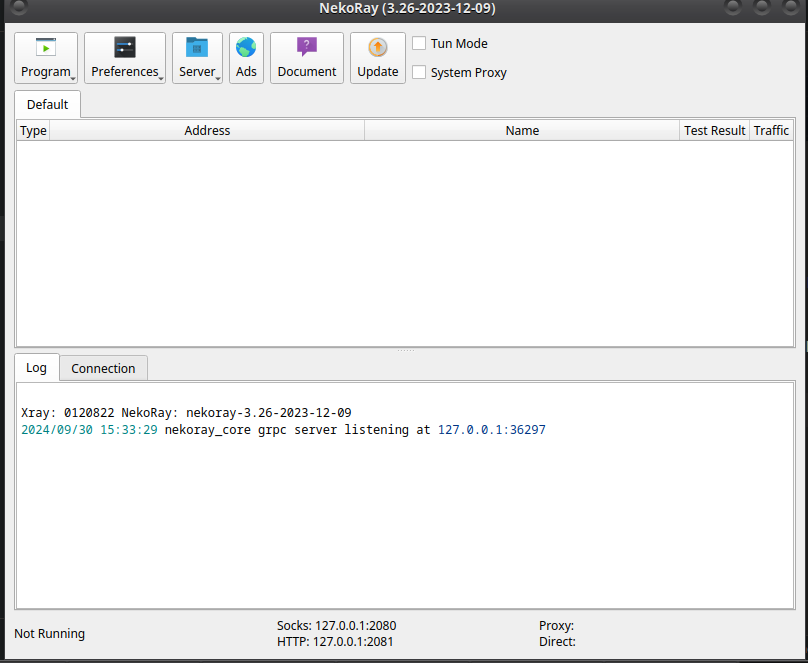 NekoRay (3.26-2023-12-09)
Program Preferences Server Ads Document Update
Tun Mode
System Proxy
Default
Type Address Name Test Result Traffic
Log Connection
Xray: 0120822 NekoRay: nekoray-3.26-2023-12-09
2024/09/30 15:33:29 nekoray_core grpc server listening at 127.0.0.1:36297
Not Running
Socks: 127.0.0.1:2080
HTTP: 127.0.0.1:2081
Proxy:
Direct: